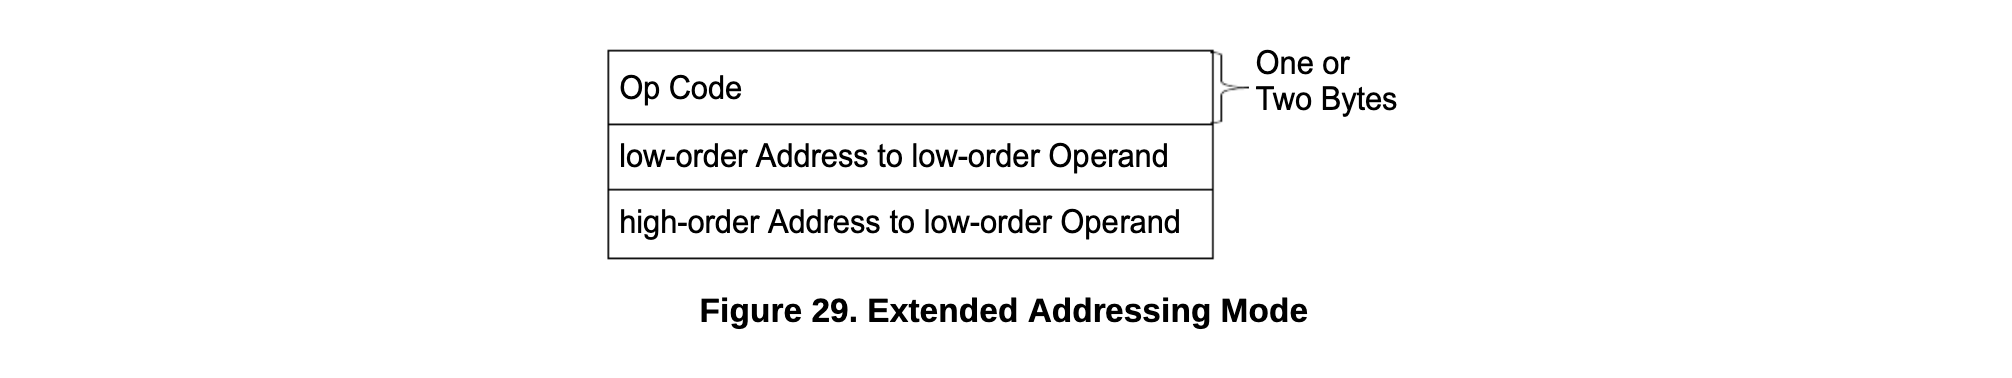 Op Code
One or
Two Bytes
low-order Address to low-order Operand
high-order Address to low-order Operand
Figure 29. Extended Addressing Mode